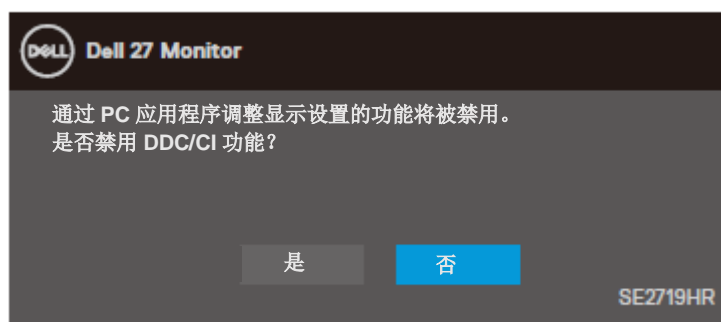 DELL Dell 27 Monitor
通过 PC 应用程序调整显示设置的功能将被禁用。
是否禁用 DDC/CI 功能?
是 否
SE2719HR